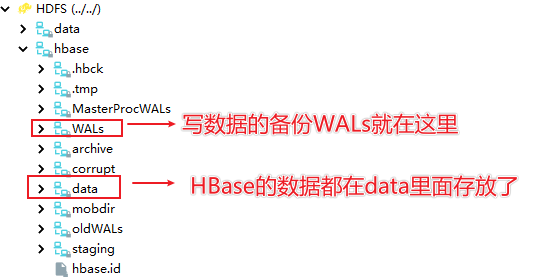 HDFS (../../)
data
hbase
.hbck
.tmp
MasterProcWALs
WALs
写数据的备份WALs就在这里
archive
corrupt
data
HBase的数据都在data里面存放了
mobdir
oldWALs
staging
hbase.id